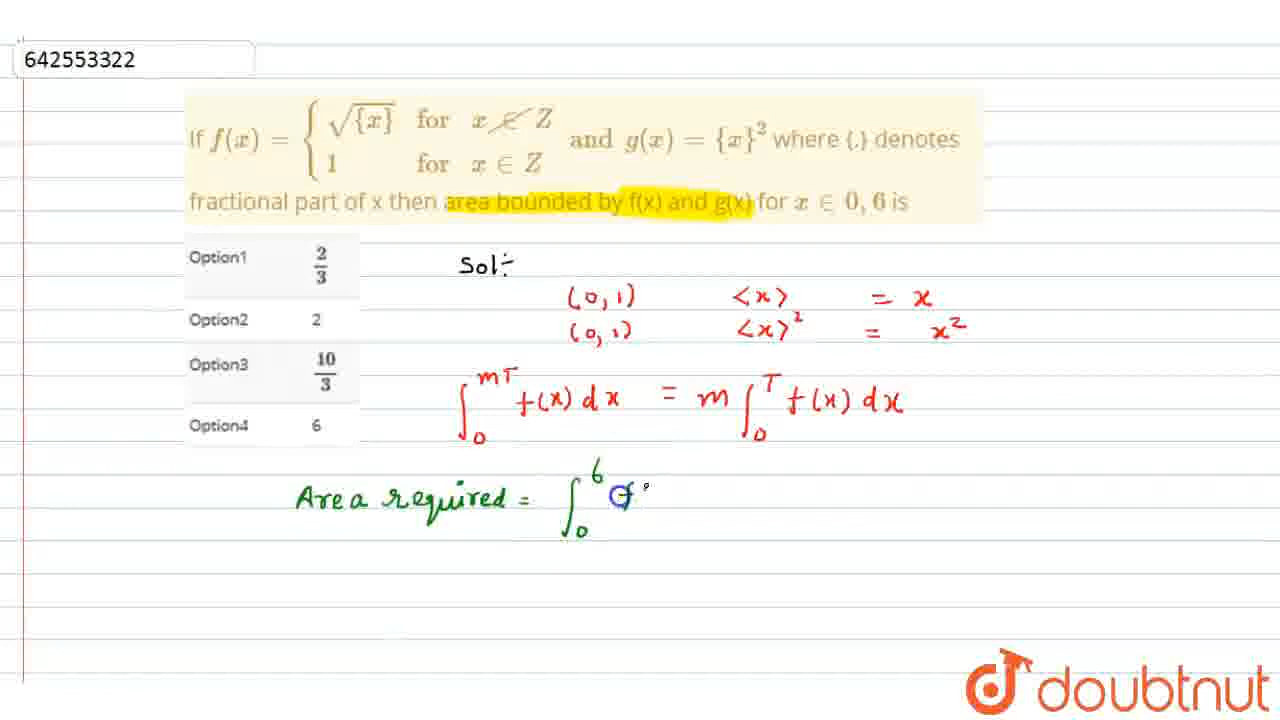 642553322
If f(x) = { √{x} for x ∉ Z
1 for x ∈ Z and g(x) = {x}² where {.} denotes
fractional part of x then area bounded by f(x) and g(x) for x ∈ 0, 6 is
Option1 2/3
Option2 2
Option3 10/3
Option4 6
Sol:-
(0,1) <x> = x
(0,1) <x>² = x²
∫₀^mT f(x) dx = m ∫₀^T f(x) dx
Area required = ∫₀^6 f
doubtnut